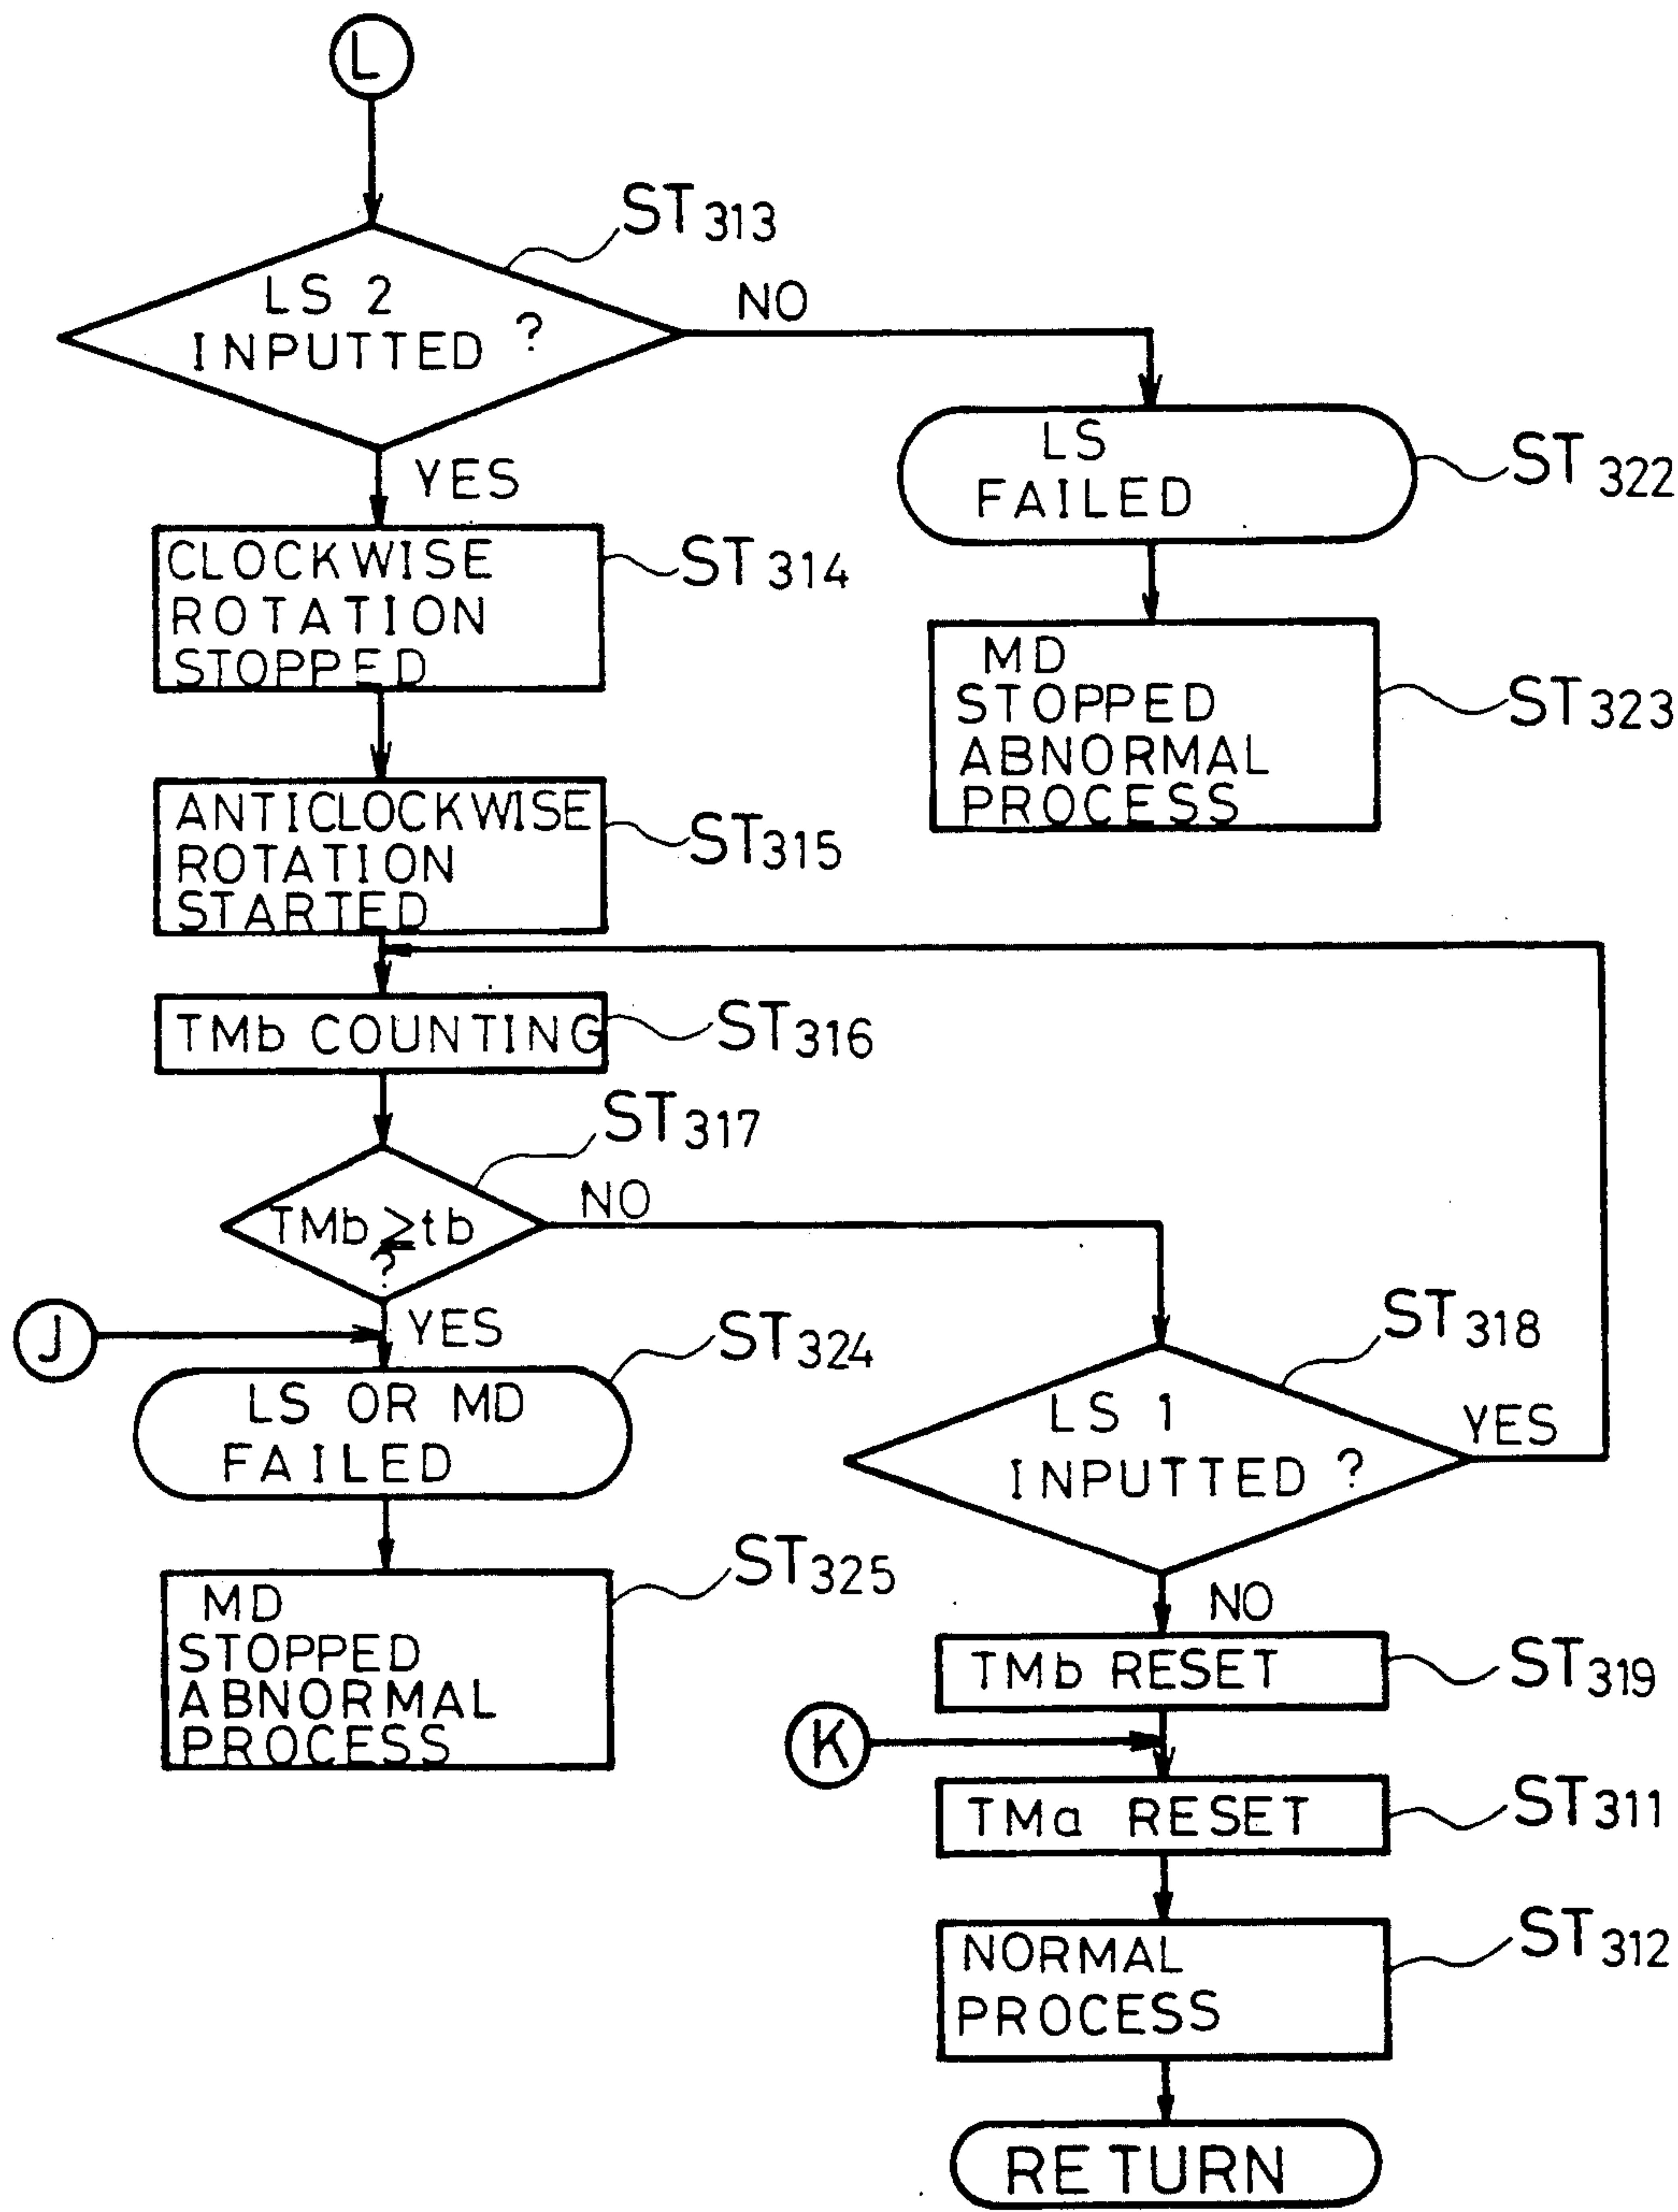 L
ST313
LS 2
INPUTTED ?
NO
YES
LS
FAILED
ST322
CLOCKWISE
ROTATION
STOPPED
ST314
MD
STOPPED
ABNORMAL
PROCESS
ST323
ANTICLOCKWISE
ROTATION
STARTED
ST315
TMb COUNTING
ST316
ST317
TMb ≥ tb
?
NO
YES
J
ST324
LS OR MD
FAILED
ST318
LS 1
INPUTTED ?
YES
NO
ST325
MD
STOPPED
ABNORMAL
PROCESS
TMb RESET
ST319
K
TMa RESET
ST311
NORMAL
PROCESS
ST312
RETURN